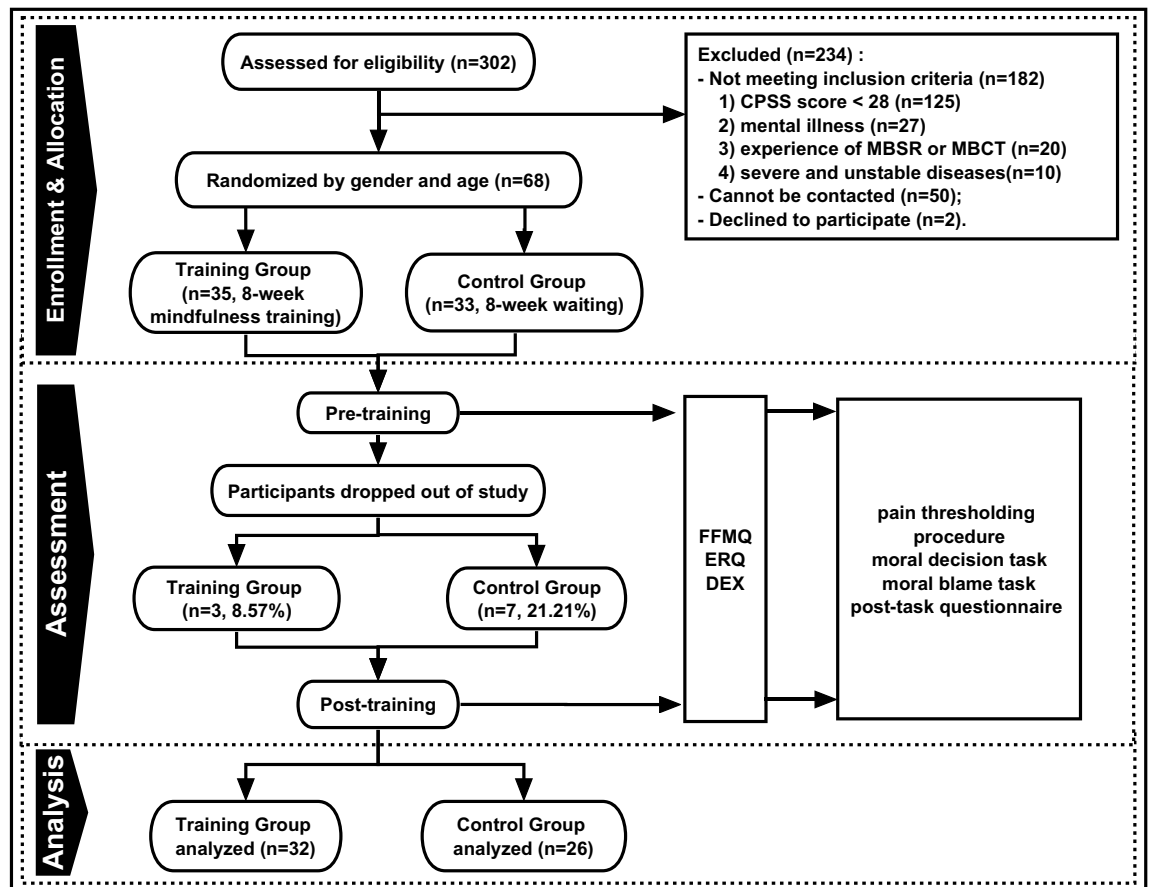 Enrollment & Allocation
Assessed for eligibility (n=302)
Excluded (n=234) :
- Not meeting inclusion criteria (n=182)
1) CPSS score < 28 (n=125)
2) mental illness (n=27)
3) experience of MBSR or MBCT (n=20)
4) severe and unstable diseases(n=10)
- Cannot be contacted (n=50);
- Declined to participate (n=2).
Randomized by gender and age (n=68)
Training Group
(n=35, 8-week
mindfulness training)
Control Group
(n=33, 8-week waiting)
Assessment
Pre-training
Participants dropped out of study
Training Group
(n=3, 8.57%)
Control Group
(n=7, 21.21%)
Post-training
FFMQ
ERQ
DEX
pain thresholding
procedure
moral decision task
moral blame task
post-task questionnaire
Analysis
Training Group
analyzed (n=32)
Control Group
analyzed (n=26)